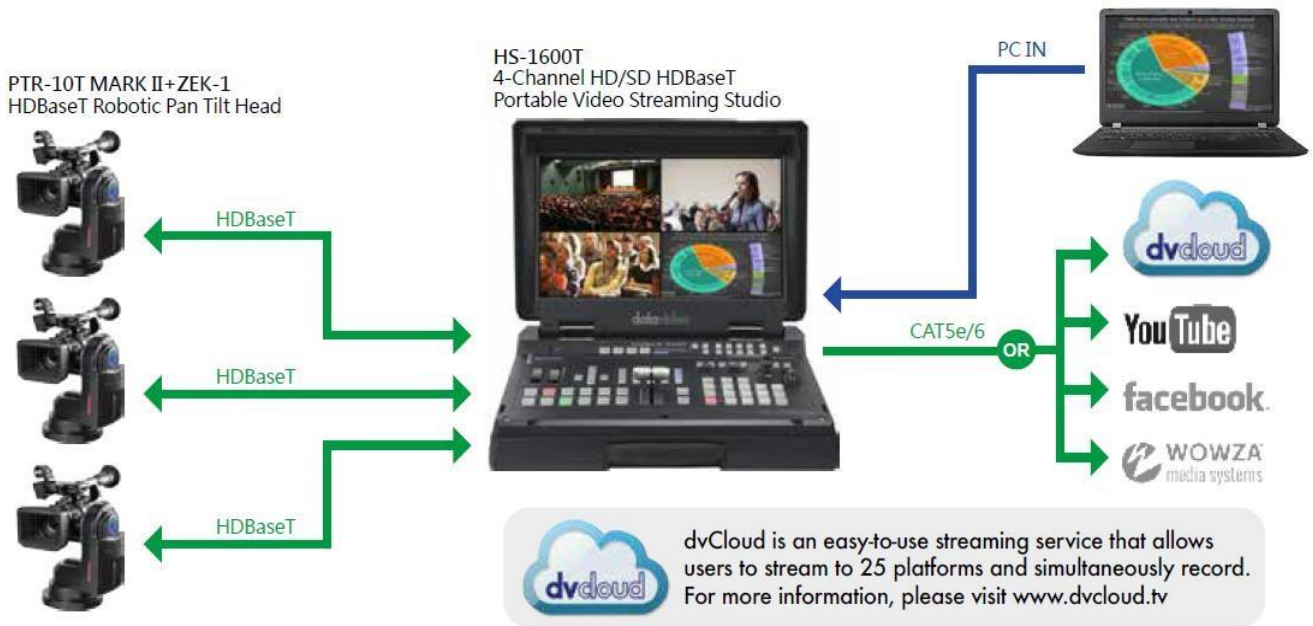 PTR-10T MARK II+ZEK-1
HDBaseT Robotic Pan Tilt Head
HS-1600T
4-Channel HD/SD HDBaseT
Portable Video Streaming Studio
PC IN
HDBaseT
HDBaseT
HDBaseT
datavideo
CAT5e/6
OR
dvcloud
YouTube
facebook.
WOWZA
media systems
dvcloud
dvCloud is an easy-to-use streaming service that allows
users to stream to 25 platforms and simultaneously record.
For more information, please visit www.dvcloud.tv